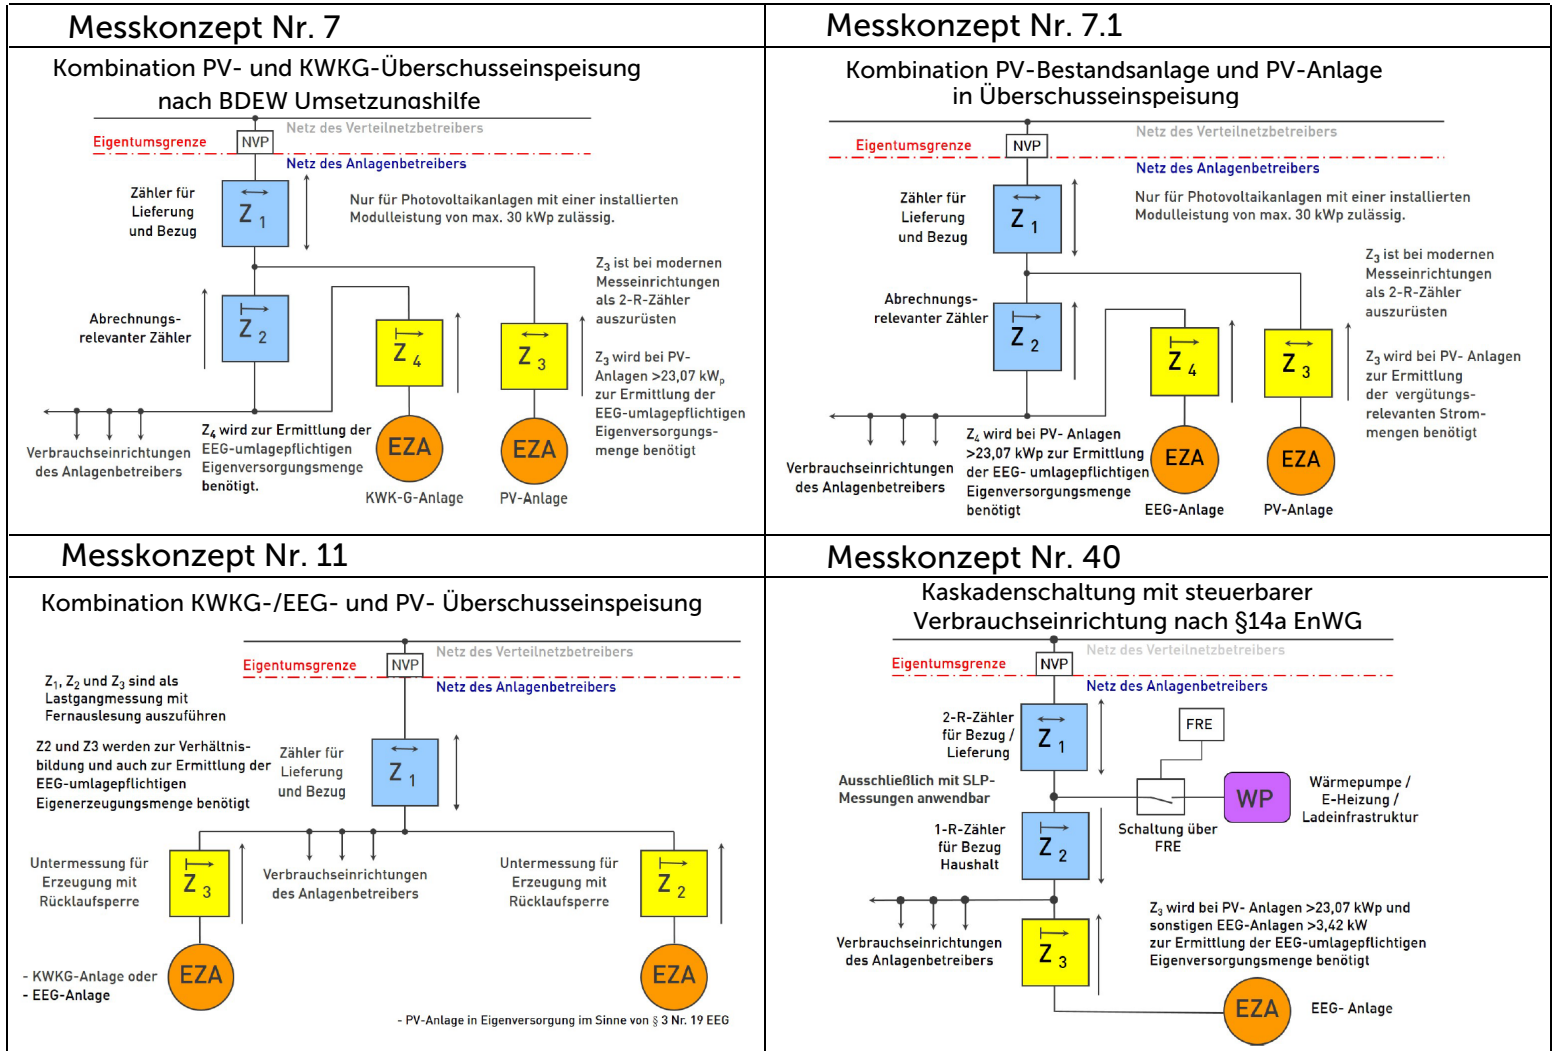 Messkonzept Nr. 7
Kombination PV- und KWKG-Überschusseinspeisung
nach BDEW Umsetzungshilfe
Netz des Verteilnetzbetreibers
Eigentumsgrenze
NVP
Netz des Anlagenbetreibers
Zähler für
Lieferung
und Bezug
Z 1
Nur für Photovoltaikanlagen mit einer installierten
Modulleistung von max. 30 kWp zulässig.
Abrechnungs-
relevanter Zähler
Z 2
Z 4
Z 3
Z3 ist bei modernen
Messeinrichtungen
als 2-R-Zähler
auszurüsten
Z3 wird bei PV-
Anlagen >23,07 kWp
zur Ermittlung der
EEG-umlagepflichtigen
Eigenversorgungs-
menge benötigt
Verbrauchseinrichtungen
des Anlagenbetreibers
Z4 wird zur Ermittlung der
EEG-umlagepflichtigen
Eigenversorgungsmenge
benötigt.
EZA
EZA
KWK-G-Anlage
PV-Anlage
Messkonzept Nr. 7.1
Kombination PV-Bestandsanlage und PV-Anlage
in Überschusseinspeisung
Netz des Verteilnetzbetreibers
Eigentumsgrenze
NVP
Netz des Anlagenbetreibers
Zähler für
Lieferung
und Bezug
Z 1
Nur für Photovoltaikanlagen mit einer installierten
Modulleistung von max. 30 kWp zulässig.
Abrechnungs-
relevanter Zähler
Z 2
Z 4
Z 3
Z3 ist bei modernen
Messeinrichtungen
als 2-R-Zähler
auszurüsten
Z3 wird bei PV- Anlagen
zur Ermittlung
der vergütungs-
relevanten Strom-
mengen benötigt
Verbrauchseinrichtungen
des Anlagenbetreibers
Z4 wird bei PV- Anlagen
>23,07 kWp zur Ermittlung
der EEG- umlagepflichtigen
Eigenversorgungsmenge
benötigt
EZA
EZA
EEG-Anlage
PV-Anlage
Messkonzept Nr. 11
Kombination KWKG-/EEG- und PV- Überschusseinspeisung
Netz des Verteilnetzbetreibers
Eigentumsgrenze
NVP
Netz des Anlagenbetreibers
Z1, Z2 und Z3 sind als
Lastgangmessung mit
Fernauslesung auszuführen
Z2 und Z3 werden zur Verhältnis-
bildung und auch zur Ermittlung der
EEG-umlagepflichtigen
Eigenerzeugungsmenge benötigt
Zähler für
Lieferung
und Bezug
Z 1
Untermessung für
Erzeugung mit
Rücklaufsperre
Z 3
Verbrauchseinrichtungen
des Anlagenbetreibers
Untermessung für
Erzeugung mit
Rücklaufsperre
Z 2
- KWKG-Anlage oder
- EEG-Anlage
EZA
EZA
- PV-Anlage in Eigenversorgung im Sinne von § 3 Nr. 19 EEG
Messkonzept Nr. 40
Kaskadenschaltung mit steuerbarer
Verbrauchseinrichtung nach §14a EnWG
Netz des Verteilnetzbetreibers
Eigentumsgrenze
NVP
Netz des Anlagenbetreibers
2-R-Zähler
für Bezug /
Lieferung
Z 1
FRE
Ausschließlich mit SLP-
Messungen anwendbar
WP
Wärmepumpe /
E-Heizung /
Ladeinfrastruktur
Schaltung über
FRE
1-R-Zähler
für Bezug
Haushalt
Z 2
Verbrauchseinrichtungen
des Anlagenbetreibers
Z 3
Z3 wird bei PV- Anlagen >23,07 kWp und
sonstigen EEG-Anlagen >3,42 kW
zur Ermittlung der EEG-umlagepflichtigen
Eigenversorgungsmenge benötigt
EZA
EEG- Anlage